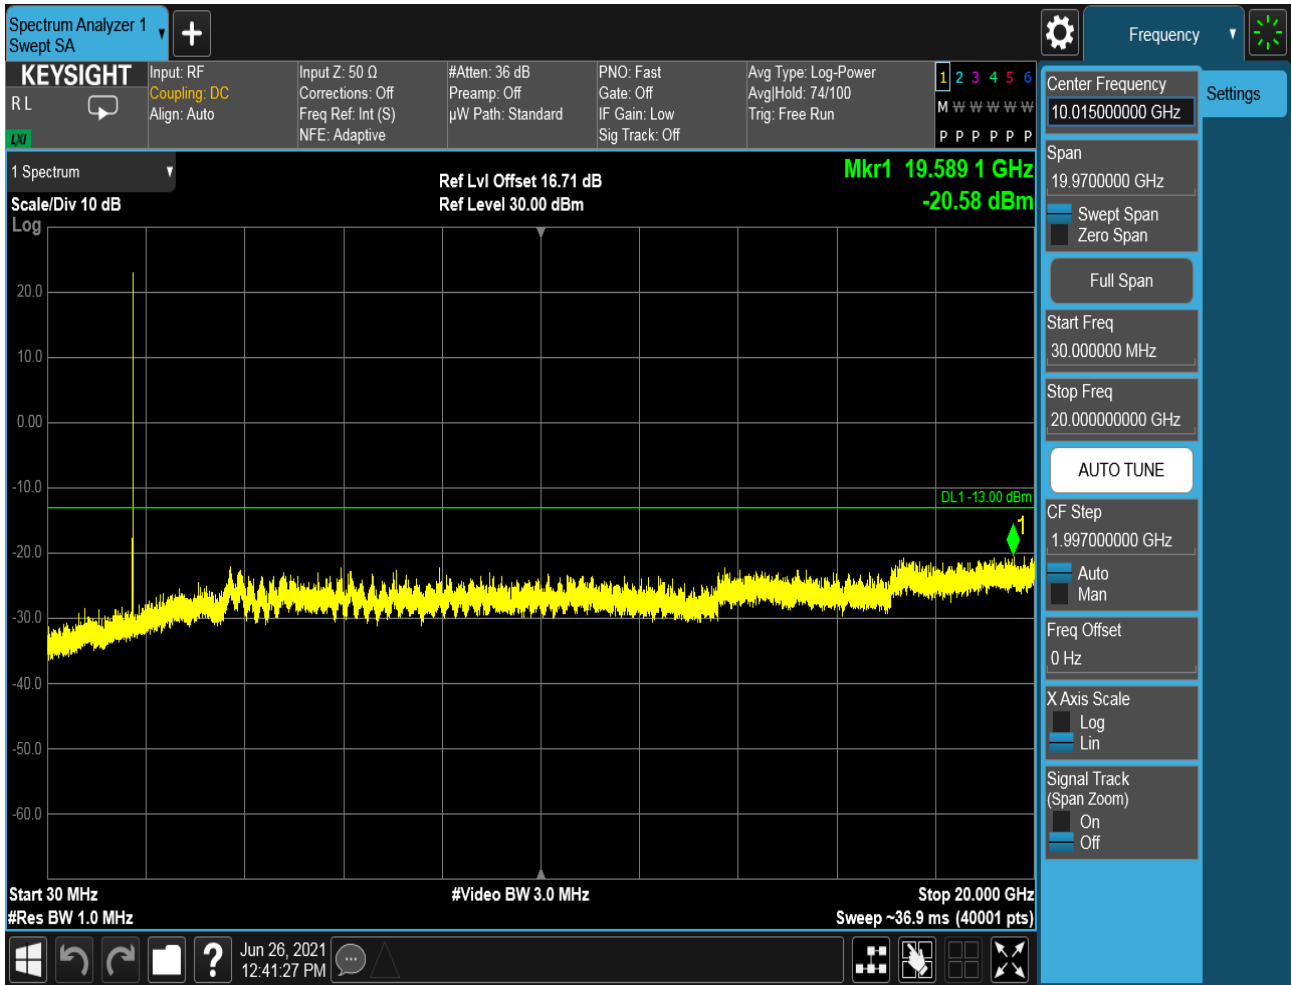 Spectrum Analyzer 1
Swept SA
Frequency
KEYSIGHT
R L
LXI
Input: RF
Coupling: DC
Align: Auto
Input Z: 50 Ω
Corrections: Off
Freq Ref: Int (S)
NFE: Adaptive
#Atten: 36 dB
Preamp: Off
µW Path: Standard
PNO: Fast
Gate: Off
IF Gain: Low
Sig Track: Off
Avg Type: Log-Power
Avg|Hold: 74/100
Trig: Free Run
1 2 3 4 5 6
M W W W W W
P P P P P P
1 Spectrum
Scale/Div 10 dB
Log
Ref Lvl Offset 16.71 dB
Ref Level 30.00 dBm
Mkr1 19.589 1 GHz
-20.58 dBm
20.0
10.0
0.00
-10.0
-20.0
-30.0
-40.0
-50.0
-60.0
DL1 -13.00 dBm
1
Start 30 MHz
#Res BW 1.0 MHz
#Video BW 3.0 MHz
Stop 20.000 GHz
Sweep ~36.9 ms (40001 pts)
Center Frequency
10.015000000 GHz
Span
19.9700000 GHz
Swept Span
Zero Span
Full Span
Start Freq
30.000000 MHz
Stop Freq
20.000000000 GHz
AUTO TUNE
CF Step
1.997000000 GHz
Auto
Man
Freq Offset
0 Hz
X Axis Scale
Log
Lin
Signal Track
(Span Zoom)
On
Off
Settings
?
Jun 26, 2021
12:41:27 PM